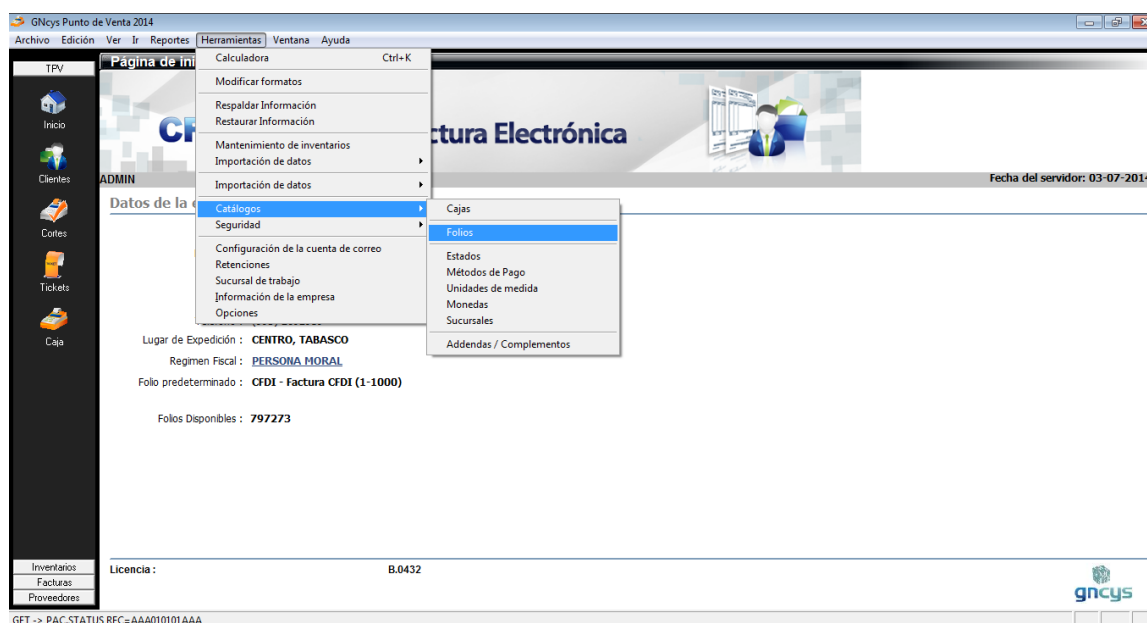 GNcys Punto de Venta 2014
Archivo Edición Ver Ir Reportes Herramientas Ventana Ayuda
TPV
Inicio
Clientes
Cortes
Tickets
Caja
Inventarios
Facturas
Proveedores
Página de ini
CF
ctura Electrónica
ADMIN
Fecha del servidor: 03-07-2014
Datos de la
Calculadora Ctrl+K
Modificar formatos
Respaldar Información
Restaurar Información
Mantenimiento de inventarios
Importación de datos
Importación de datos
Catálogos
Seguridad
Configuración de la cuenta de correo
Retenciones
Sucursal de trabajo
Información de la empresa
Opciones
Cajas
Folios
Estados
Métodos de Pago
Unidades de medida
Monedas
Sucursales
Addendas / Complementos
Lugar de Expedición : CENTRO, TABASCO
Regimen Fiscal : PERSONA MORAL
Folio predeterminado : CFDI - Factura CFDI (1-1000)
Folios Disponibles : 797273
Licencia : B.0432
gncys
GET -> PAC.STATUS RFC=AAA010101AAA